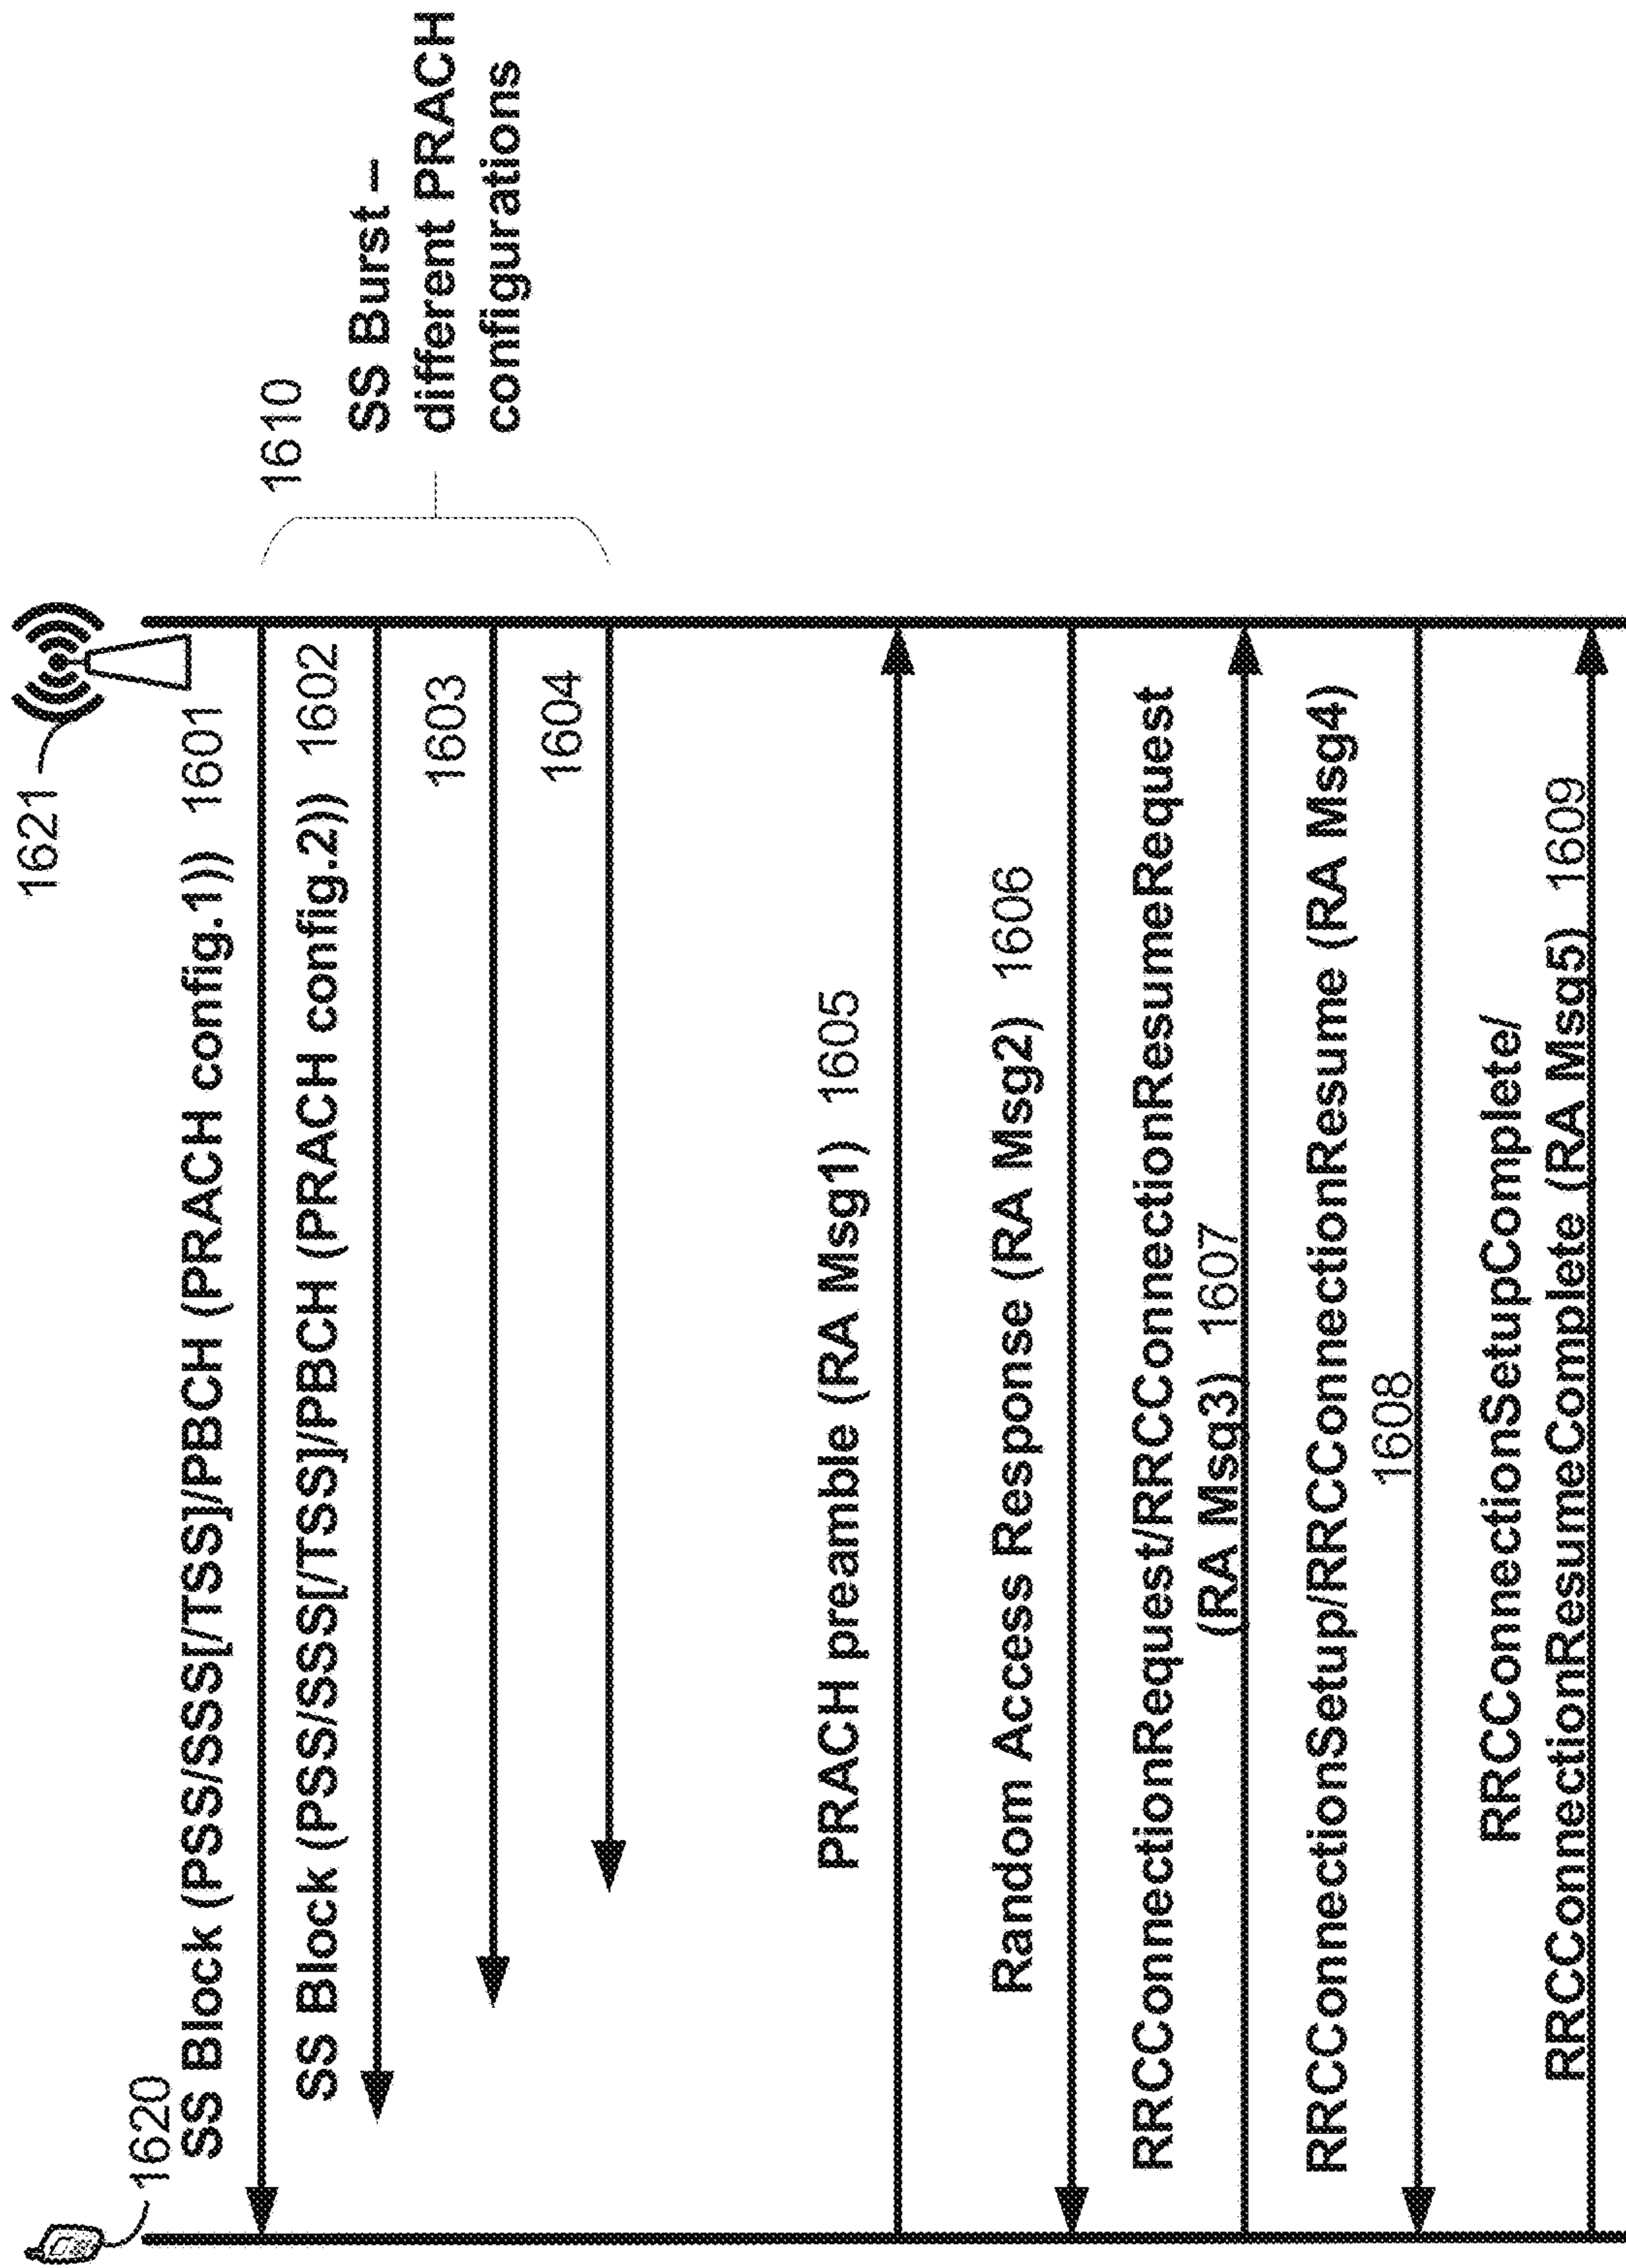 1620
1621
SS Block (PSS/SSS[/TSS]/PBCH (PRACH config.1)) 1601
SS Block (PSS/SSS[/TSS]/PBCH (PRACH config.2)) 1602
1603
1604
1610
SS Burst –
different PRACH
configurations
PRACH preamble (RA Msg1) 1605
Random Access Response (RA Msg2) 1606
RRCConnectionRequest/RRCConnectionResumeRequest
(RA Msg3) 1607
RRCConnectionSetup/RRCConnectionResume (RA Msg4)
1608
RRCConnectionSetupComplete/
RRCConnectionResumeComplete (RA Msg5) 1609